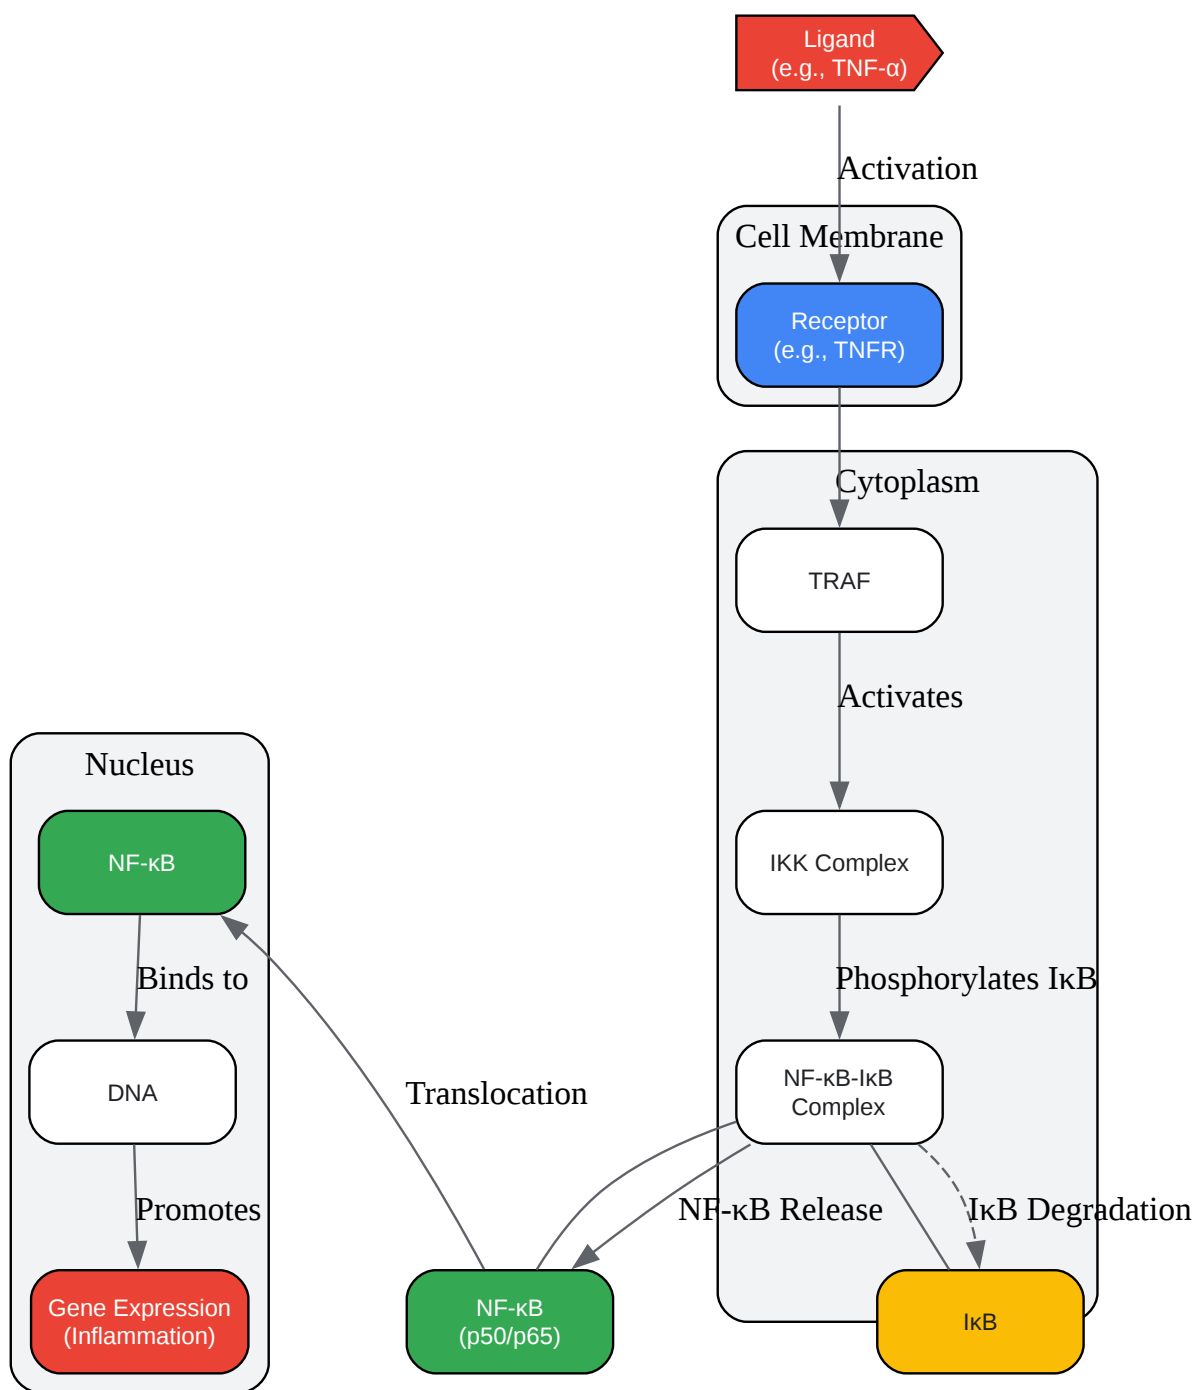 Ligand
(e.g., TNF-α)
Activation
Cell Membrane
Receptor
(e.g., TNFR)
Cytoplasm
TRAF
Activates
Nucleus
NF-κB
IKK Complex
Binds to
Phosphorylates IκB
DNA
Translocation
NF-κB-IκB
Complex
Promotes
NF-κB Release
IκB Degradation
Gene Expression
(Inflammation)
NF-κB
(p50/p65)
IκB